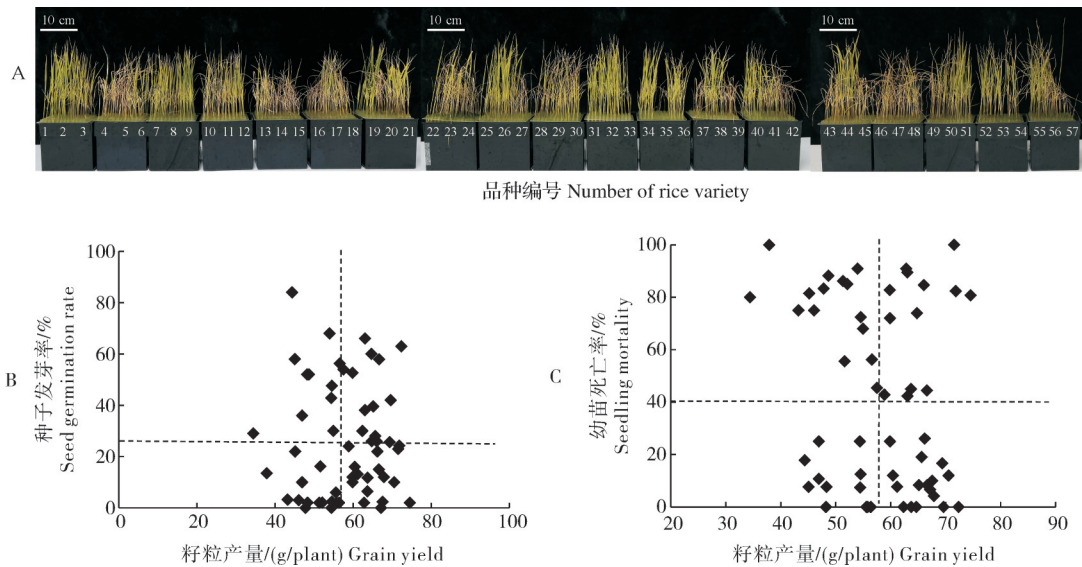 10 cm
10 cm
10 cm
A
1 2 3 4 5 6 7 8 9 10 11 12 13 14 15 16 17 18 19 20 21 22 23 24 25 26 27 28 29 30 31 32 33 34 35 36 37 38 39 40 41 42 43 44 45 46 47 48 49 50 51 52 53 54 55 56 57
品种编号 Number of rice variety
B
种子发芽率/%
Seed germination rate
100
80
60
40
20
0
0 20 40 60 80 100
籽粒产量/(g/plant) Grain yield
C
幼苗死亡率/%
Seedling mortality
100
80
60
40
20
0
20 30 40 50 60 70 80 90
籽粒产量/(g/plant) Grain yield